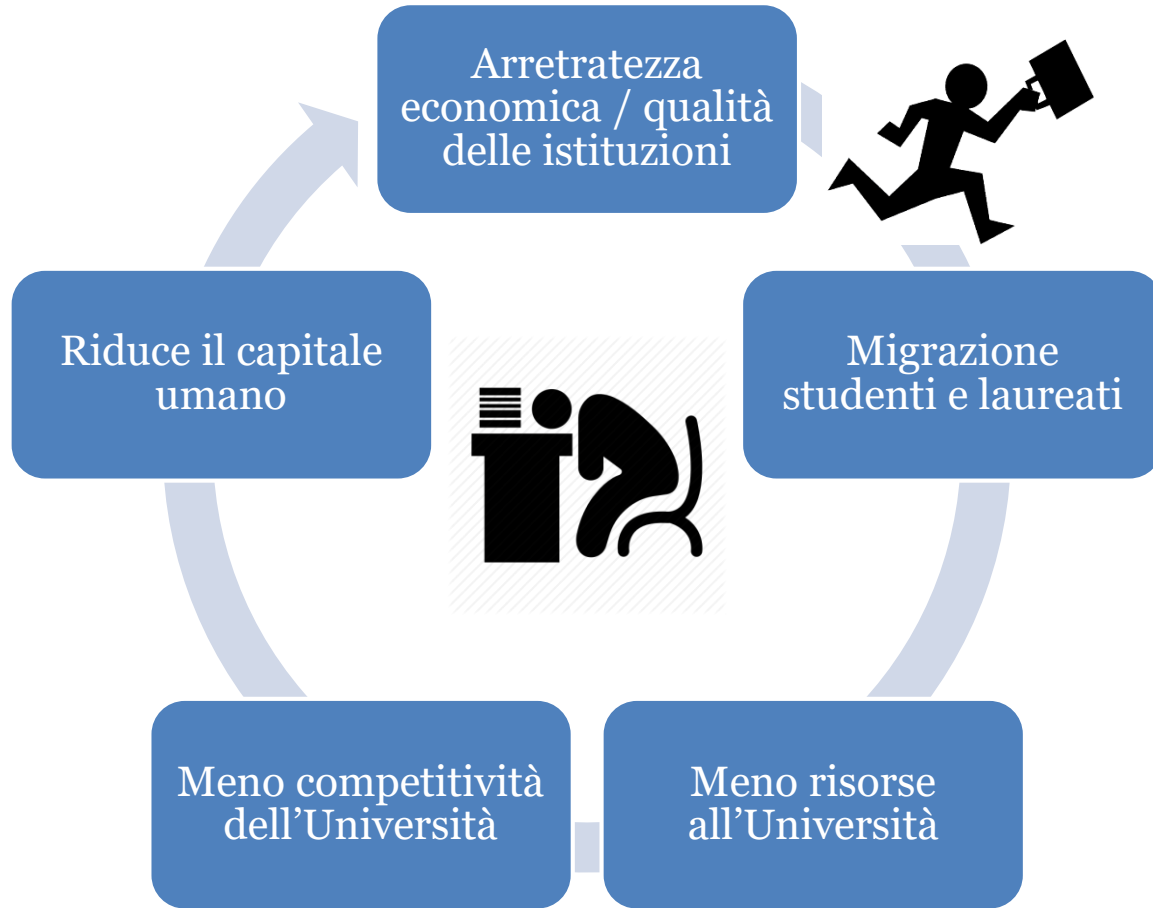 Arretratezza
economica / qualità
delle istituzioni
Migrazione
studenti e laureati
Meno risorse
all’Università
Meno competitività
dell’Università
Riduce il capitale
umano